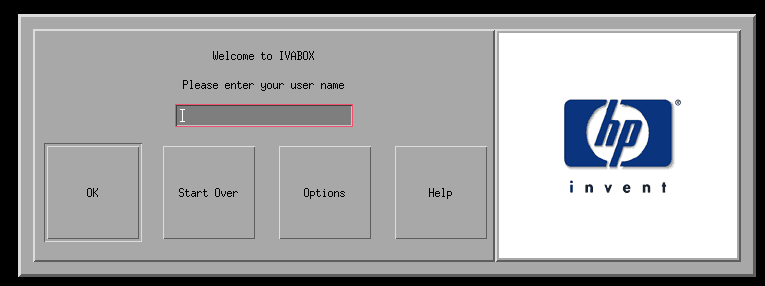 Welcome to IVABOX
Please enter your user name
OK
Start Over
Options
Help
hp®
invent